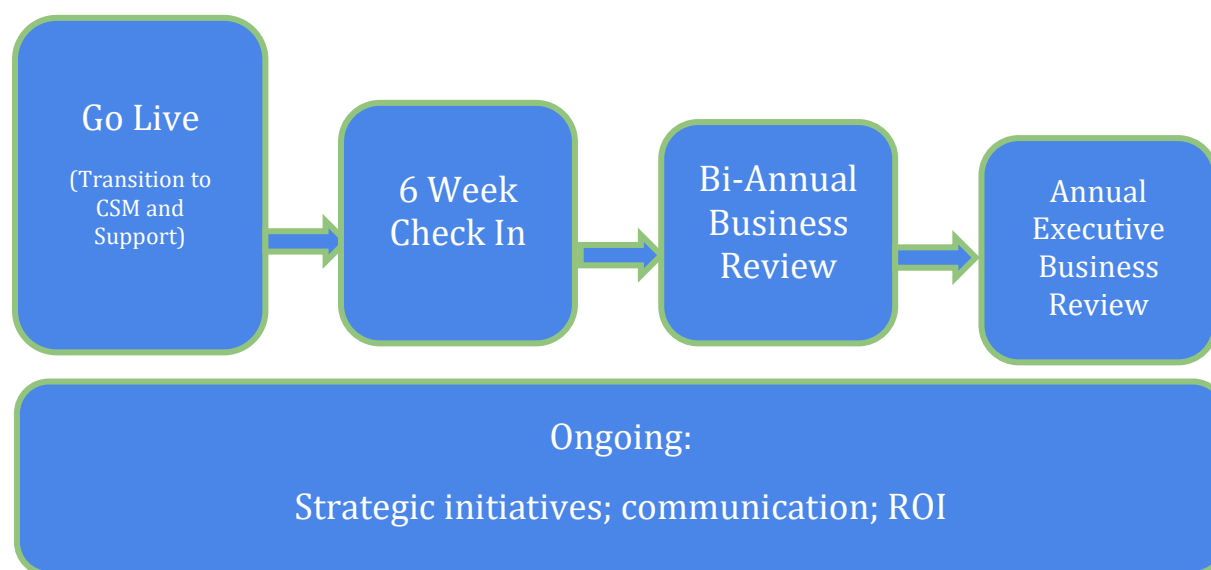 Go Live
(Transition to
CSM and
Support)
6 Week
Check In
Bi-Annual
Business
Review
Annual
Executive
Business
Review
Ongoing:
Strategic initiatives; communication; ROI